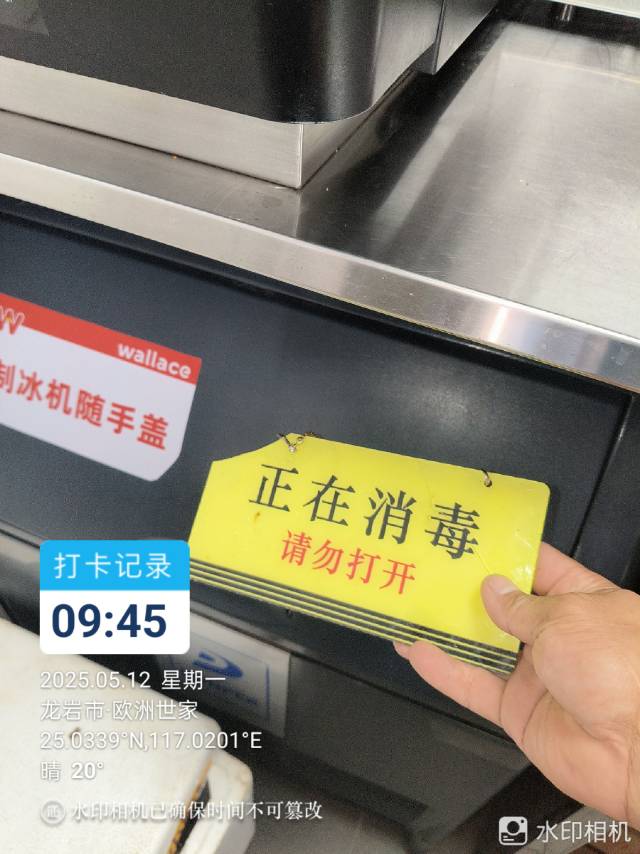 wallace
制冰机随手盖
正在消毒
请勿打开
打卡记录
09:45
2025.05.12 星期一
龙岩市·欧洲世家
25.0339°N,117.0201°E
晴 20°
水印相机已确保时间不可篡改
水印相机